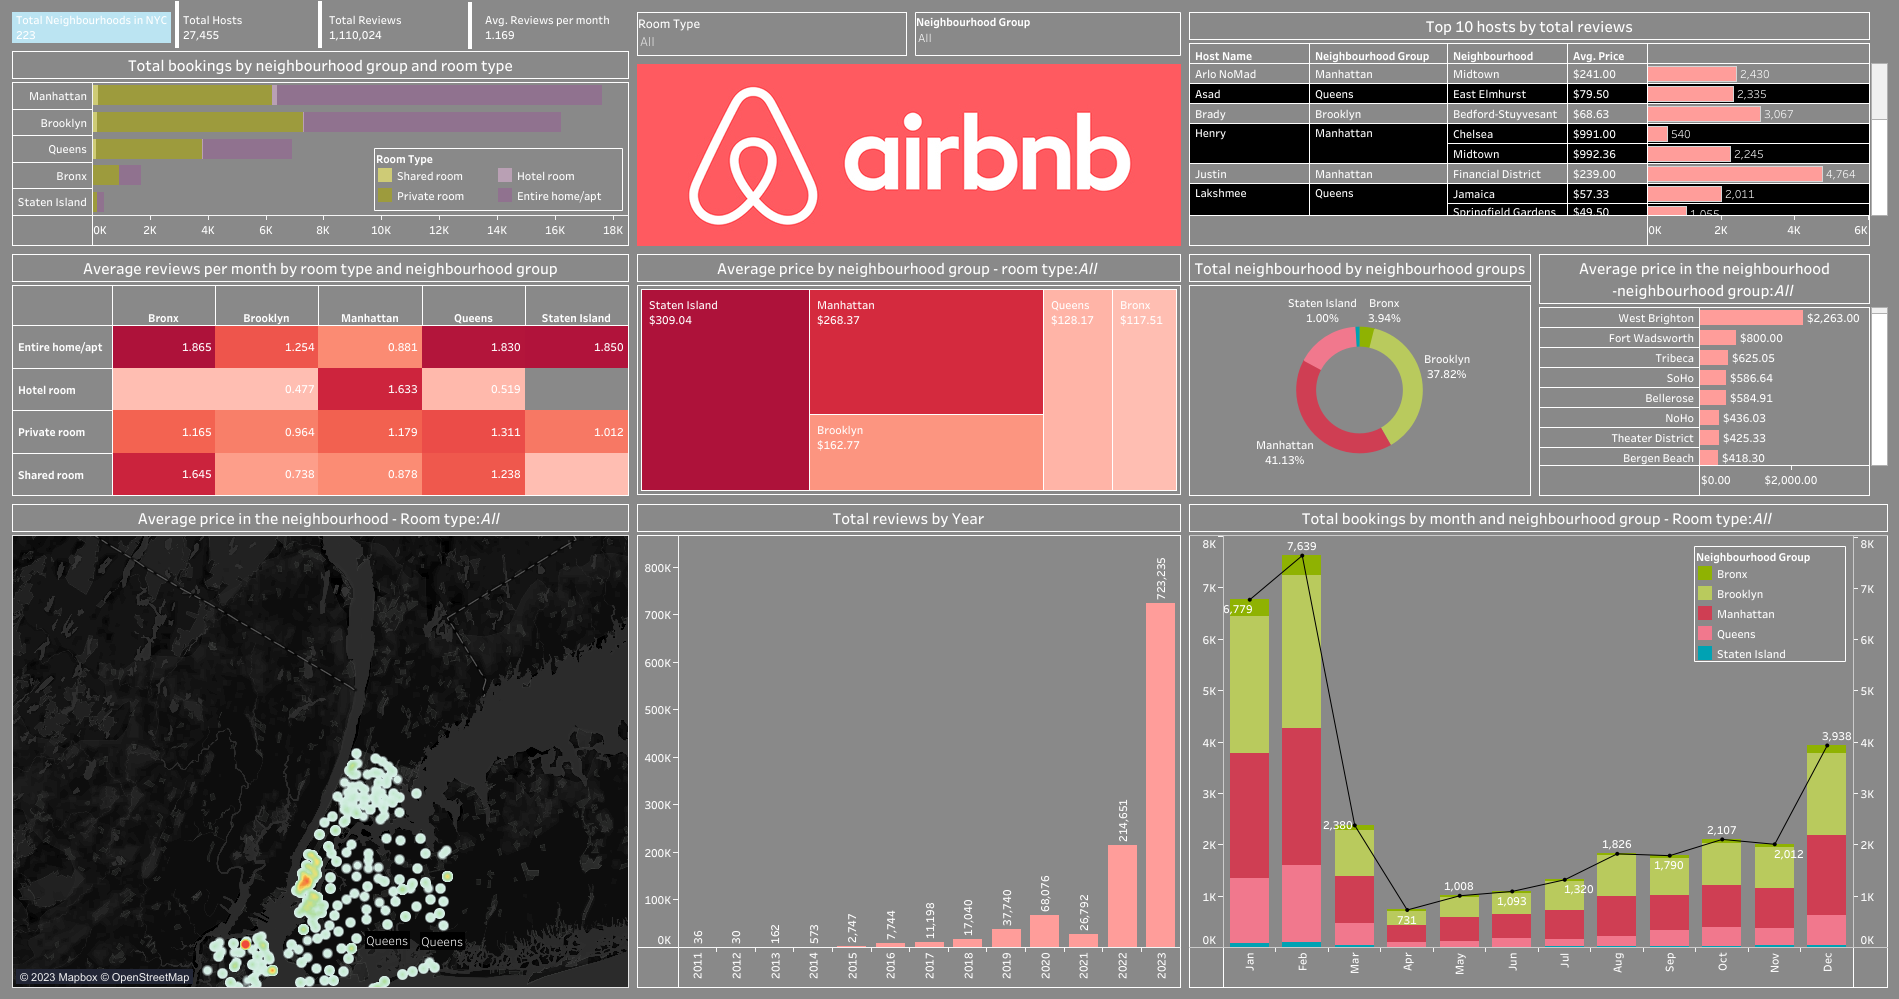 Total Neighbourhoods in NYC
223
Total Hosts
27,455
Total Reviews
1,110,024
Avg. Reviews per month
1.169
Total bookings by neighbourhood group and room type
Manhattan
Brooklyn
Queens
Bronx
Staten Island
Room Type
Shared room
Hotel room
Private room
Entire home/apt
0K 2K 4K 6K 8K 10K 12K 14K 16K 18K
Room Type
All
Neighbourhood Group
All
airbnb
Top 10 hosts by total reviews
Host Name Neighbourhood Group Neighbourhood Avg. Price
Arlo NoMad Manhattan Midtown $241.00 2,430
Asad Queens East Elmhurst $79.50 2,335
Brady Brooklyn Bedford-Stuyvesant $68.63 3,067
Henry Manhattan Chelsea $991.00 540
Midtown $992.36 2,245
Justin Manhattan Financial District $239.00 4,764
Lakshmee Queens Jamaica $57.33 2,011
Springfield Gardens $49.50 1,055
0K 2K 4K 6K
Average reviews per month by room type and neighbourhood group
Bronx Brooklyn Manhattan Queens Staten Island
Entire home/apt 1.865 1.254 0.881 1.830 1.850
Hotel room 0.477 1.633 0.519
Private room 1.165 0.964 1.179 1.311 1.012
Shared room 1.645 0.738 0.878 1.238
Average price by neighbourhood group - room type:All
Staten Island
$309.04
Manhattan
$268.37
Brooklyn
$162.77
Queens
$128.17
Bronx
$117.51
Total neighbourhood by neighbourhood groups
Staten Island
1.00%
Bronx
3.94%
Brooklyn
37.82%
Manhattan
41.13%
Average price in the neighbourhood
-neighbourhood group:All
West Brighton $2,263.00
Fort Wadsworth $800.00
Tribeca $625.05
SoHo $586.64
Bellerose $584.91
NoHo $436.03
Theater District $425.33
Bergen Beach $418.30
$0.00 $2,000.00
Average price in the neighbourhood - Room type:All
Queens
Queens
© 2023 Mapbox © OpenStreetMap
Total reviews by Year
800K
700K
600K
500K
400K
300K
200K
100K
0K
36
30
162
573
2,747
7,744
11,198
17,040
37,740
68,076
26,792
214,651
723,235
2011 2012 2013 2014 2015 2016 2017 2018 2019 2020 2021 2022 2023
Total bookings by month and neighbourhood group - Room type:All
8K
7K
6K
5K
4K
3K
2K
1K
0K
6,779
7,639
2,380
731
1,008
1,093
1,320
1,826
1,790
2,107
2,012
3,938
Neighbourhood Group
Bronx
Brooklyn
Manhattan
Queens
Staten Island
8K
7K
6K
5K
4K
3K
2K
1K
0K
Jan Feb Mar Apr May Jun Jul Aug Sep Oct Nov Dec